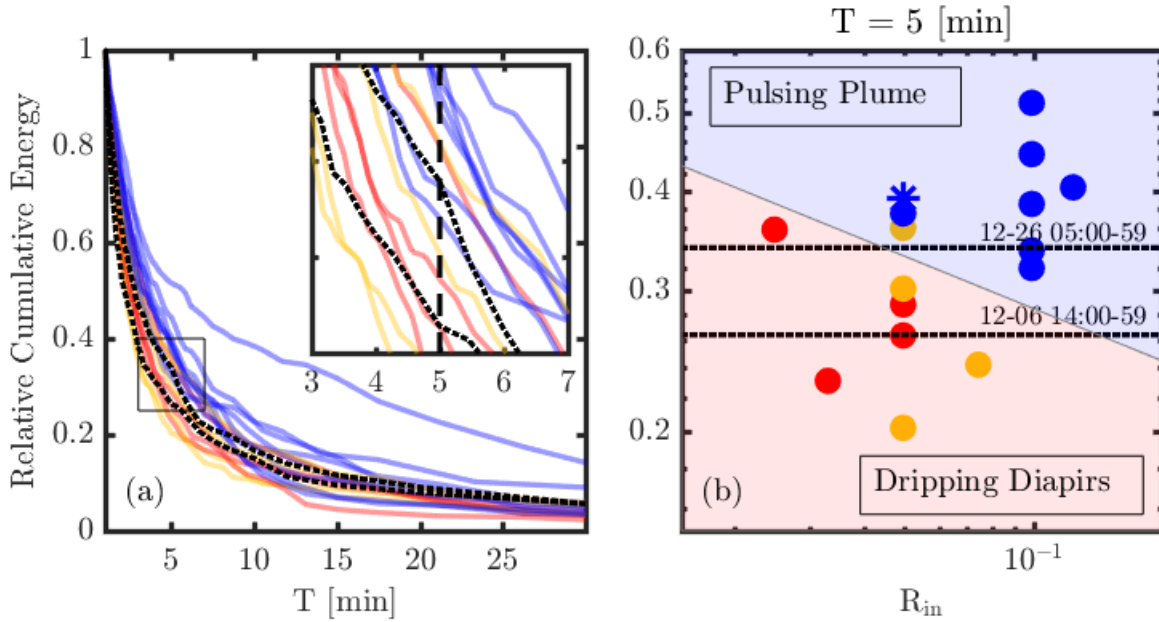 T = 5 [min]
Relative Cumulative Energy
1
0.8
0.6
0.4
0.2
0
3 4 5 6 7
(a)
5 10 15 20 25
T [min]
0.6
0.5
0.4
0.3
0.2
Pulsing Plume
12-26 05:00-59
12-06 14:00-59
Dripping Diapirs
(b)
10⁻¹
R_in